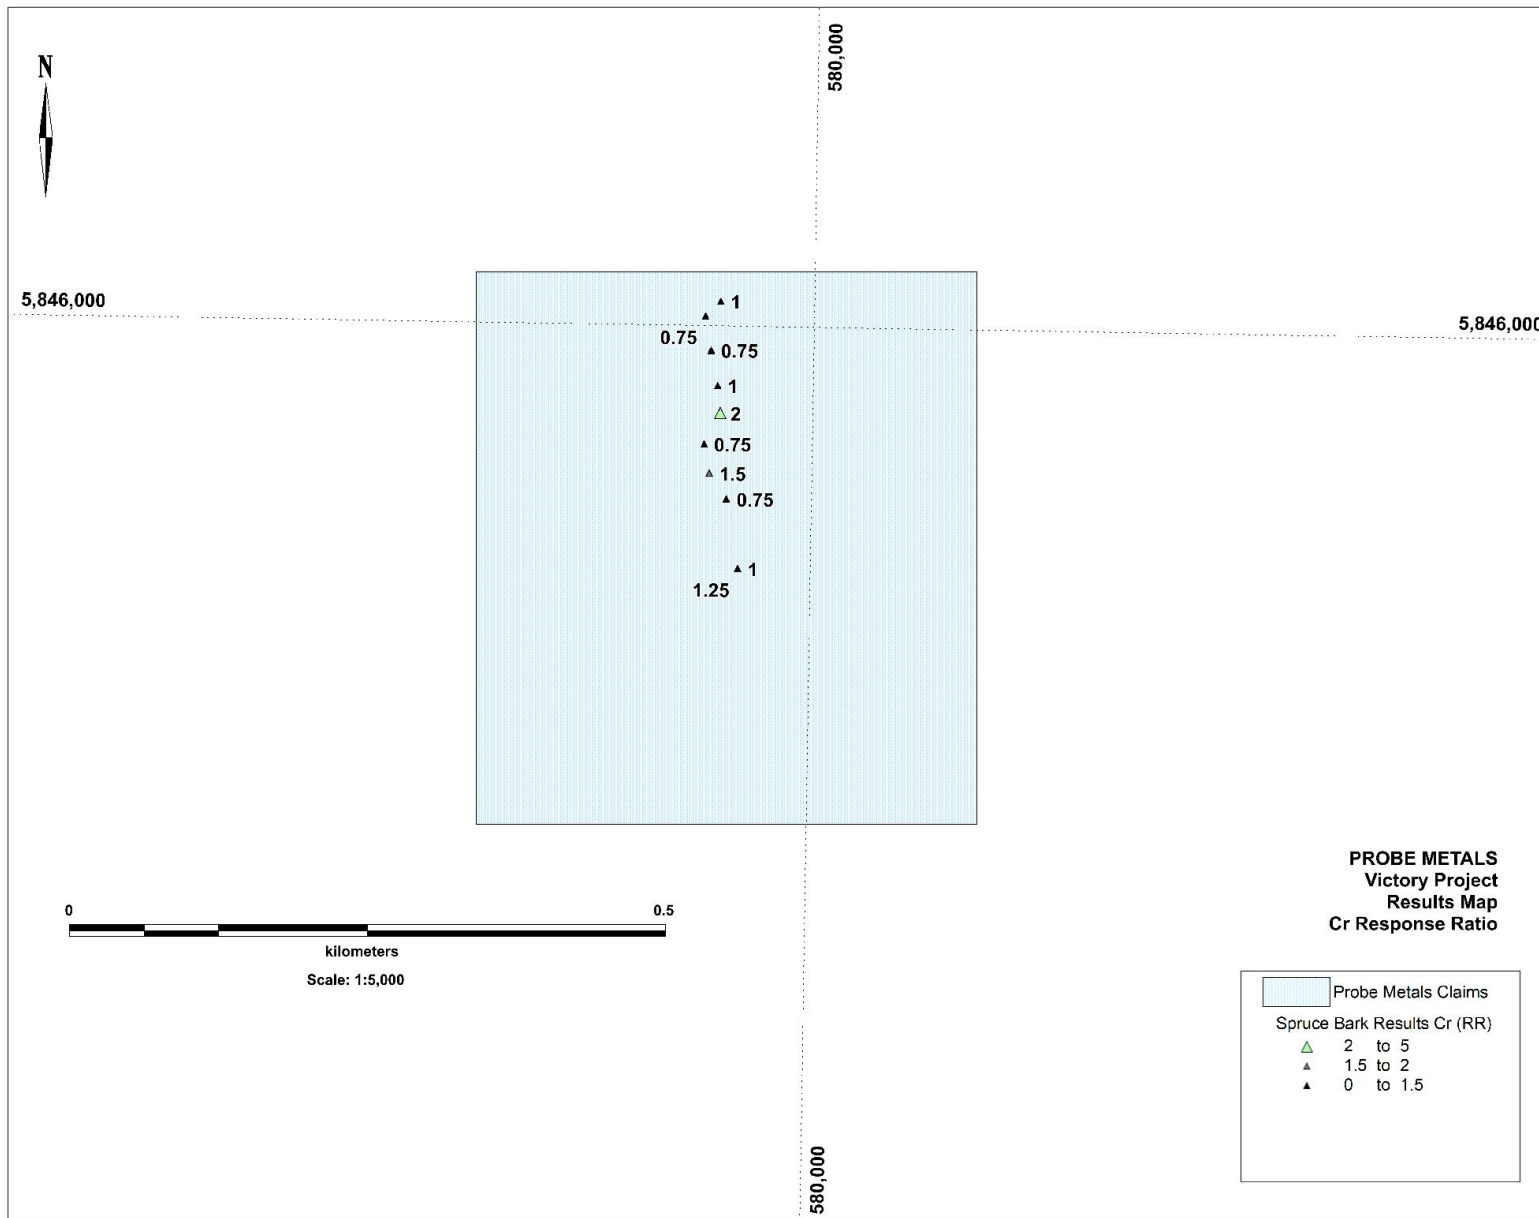 N
580,000
5,846,000
5,846,000
1
0.75
0.75
1
2
0.75
1.5
0.75
1
1.25
PROBE METALS
Victory Project
Results Map
Cr Response Ratio
0 0.5
kilometers
Scale: 1:5,000
Probe Metals Claims
Spruce Bark Results Cr (RR)
2 to 5
1.5 to 2
0 to 1.5
580,000